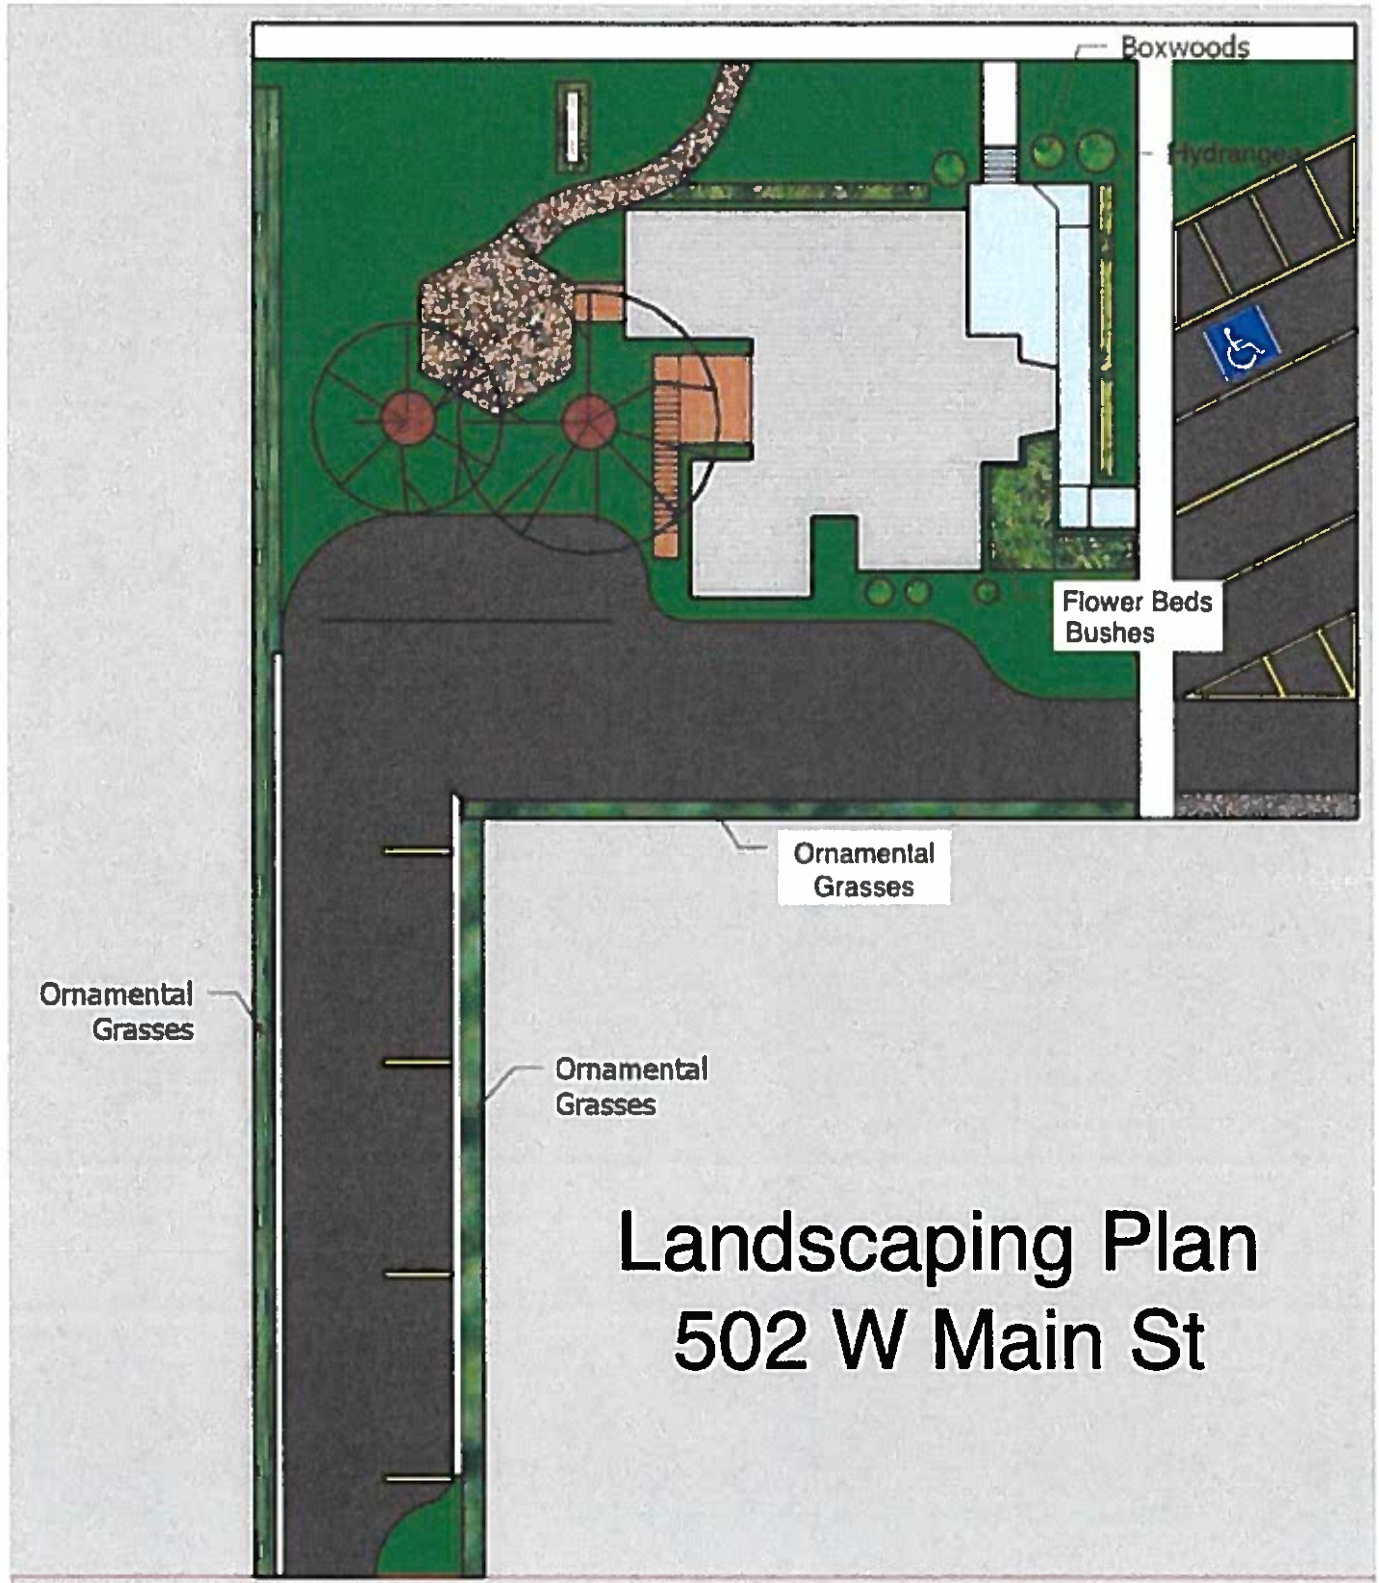 Boxwoods
Hydrangea
Flower Beds
Bushes
Ornamental
Grasses
Ornamental
Grasses
Ornamental
Grasses
Landscaping Plan
502 W Main St